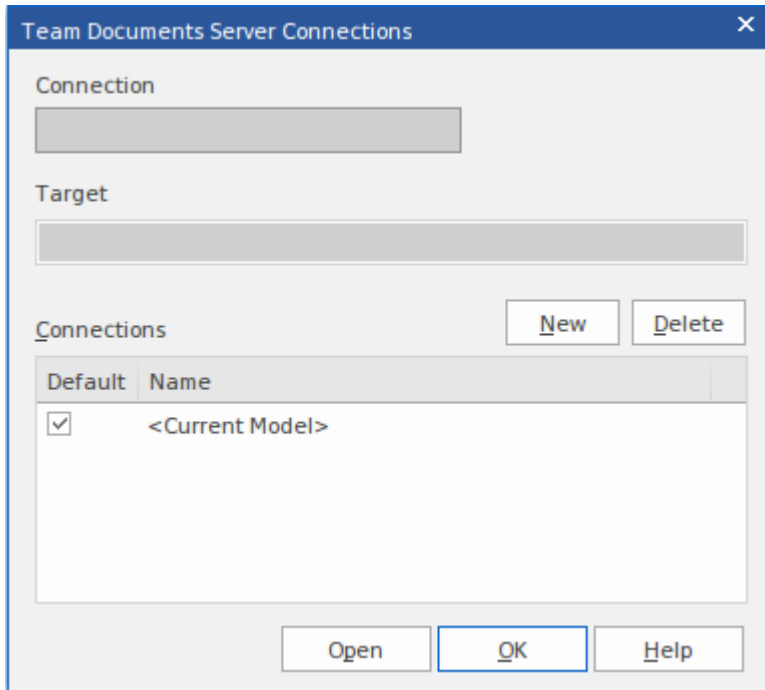 Team Documents Server Connections
Connection
Target
Connections
New
Delete
Default Name
<Current Model>
Open
OK
Help